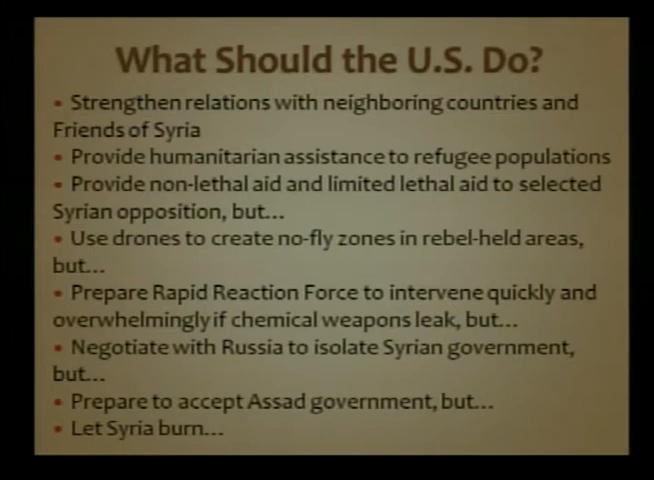 What Should the U.S. Do?
• Strengthen relations with neighboring countries and
Friends of Syria
• Provide humanitarian assistance to refugee populations
• Provide non-lethal aid and limited lethal aid to selected
Syrian opposition, but...
• Use drones to create no-fly zones in rebel-held areas,
but...
• Prepare Rapid Reaction Force to intervene quickly and
overwhelmingly if chemical weapons leak, but...
• Negotiate with Russia to isolate Syrian government,
but...
• Prepare to accept Assad government, but...
• Let Syria burn...